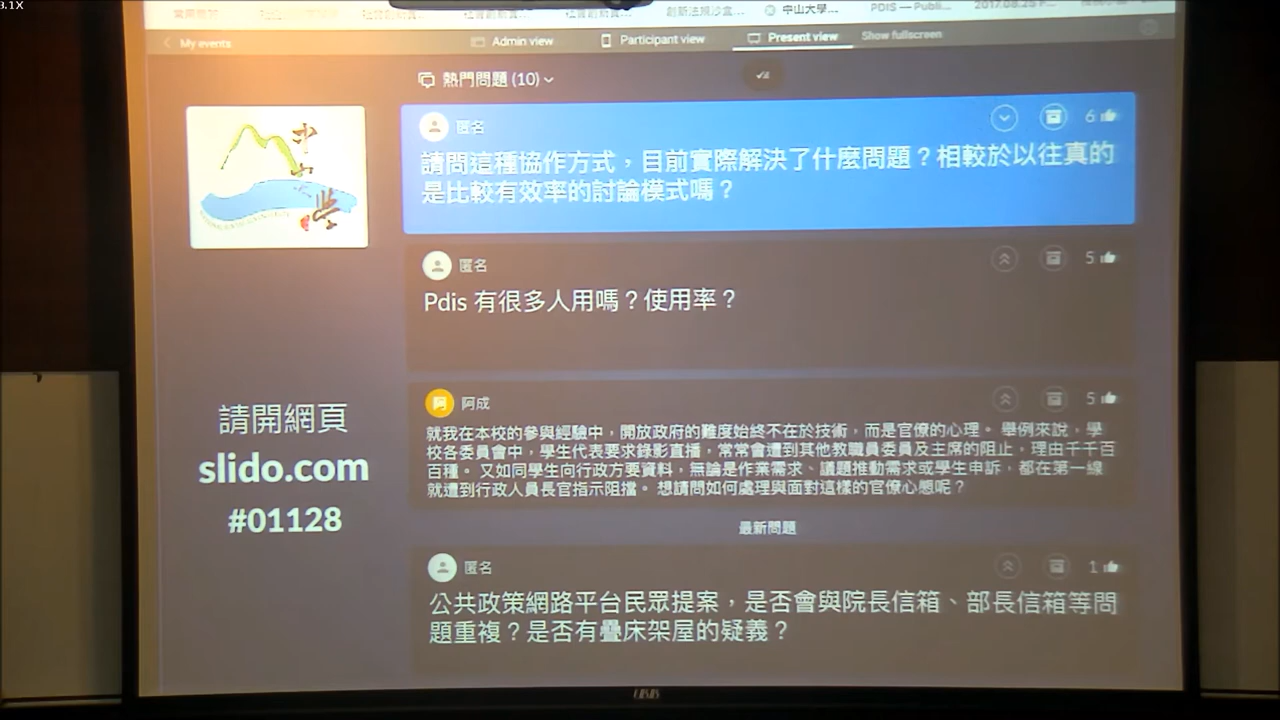 3.1X
中山大學...
PDIS — Publi...
My events
Admin view
Participant view
Present view
Show fullscreen
熱門問題 (10)
匿名
6
請問這種協作方式，目前實際解決了什麼問題？相較於以往真的
是比較有效率的討論模式嗎？
匿名
5
Pdis 有很多人用嗎？使用率？
阿
阿成
5
就我在本校的參與經驗中，開放政府的難度始終不在於技術，而是官僚的心理。 舉例來說，學
校各委員會中，學生代表要求錄影直播，常常會遭到其他教職員委員及主席的阻止，理由千千百
百種。 又如同學生向行政方要資料，無論是作業需求、議題推動需求或學生申訴，都在第一線
就遭到行政人員長官指示阻擋。 想請問如何處理與面對這樣的官僚心態呢？
最新問題
匿名
1
公共政策網路平台民眾提案，是否會與院長信箱、部長信箱等問
題重複？是否有疊床架屋的疑義？
請開網頁
slido.com
#01128